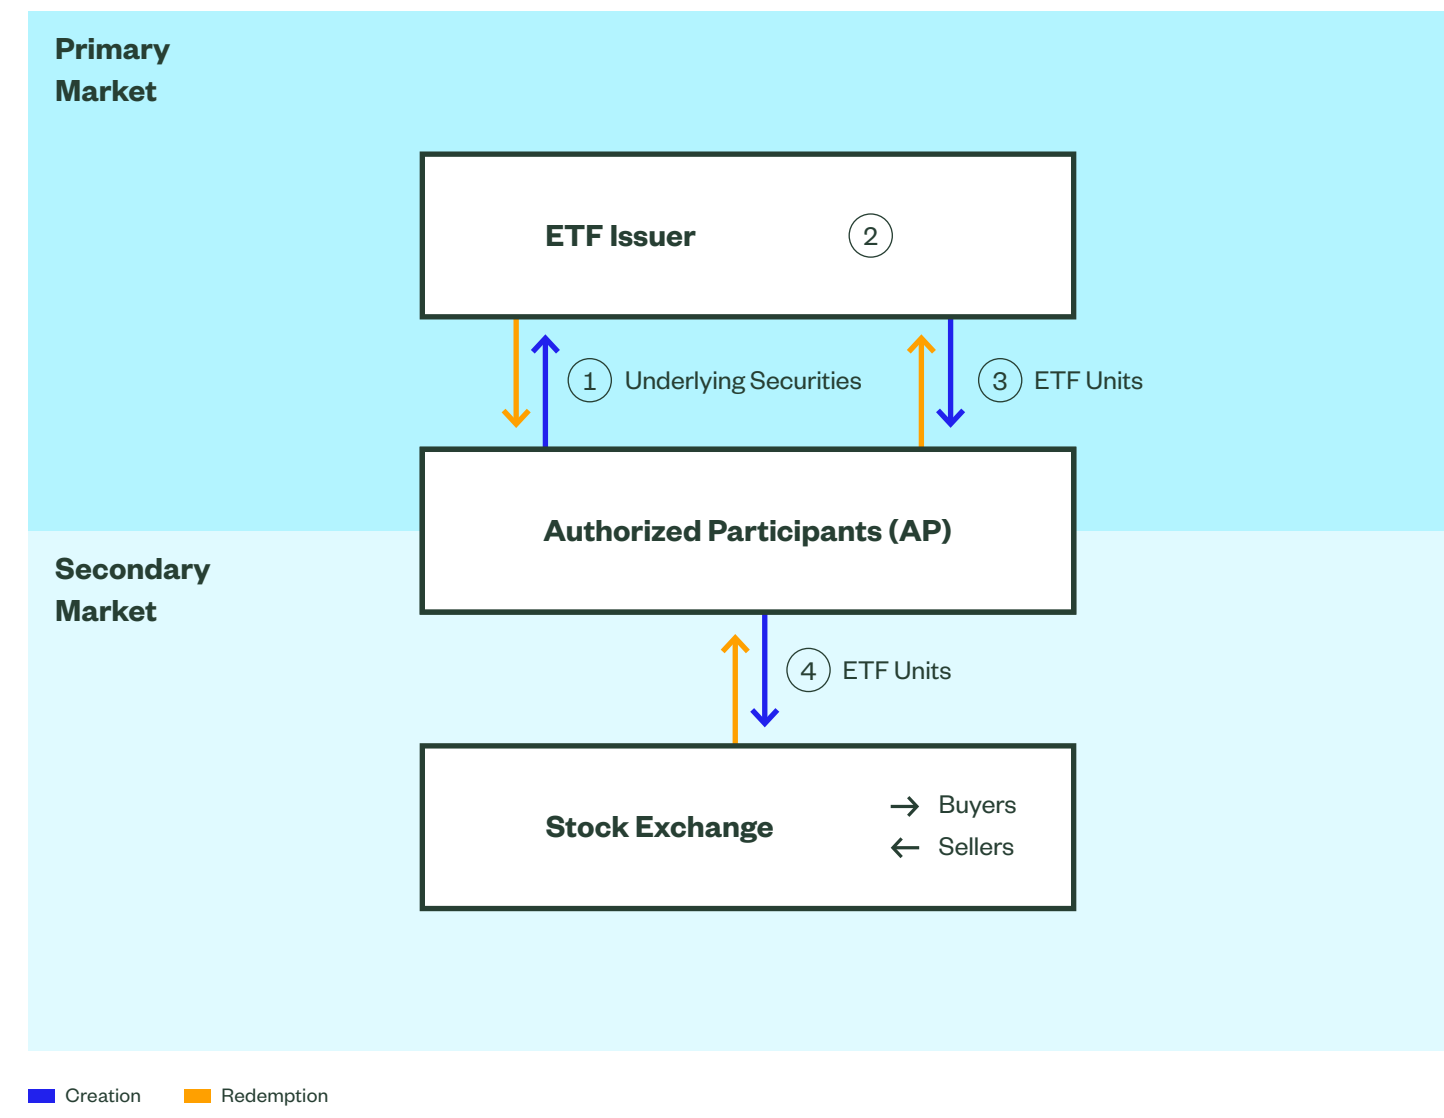 Primary
Market
ETF Issuer
2
1
Underlying Securities
3
ETF Units
Authorized Participants (AP)
Secondary
Market
4
ETF Units
Stock Exchange
Buyers
Sellers
Creation
Redemption